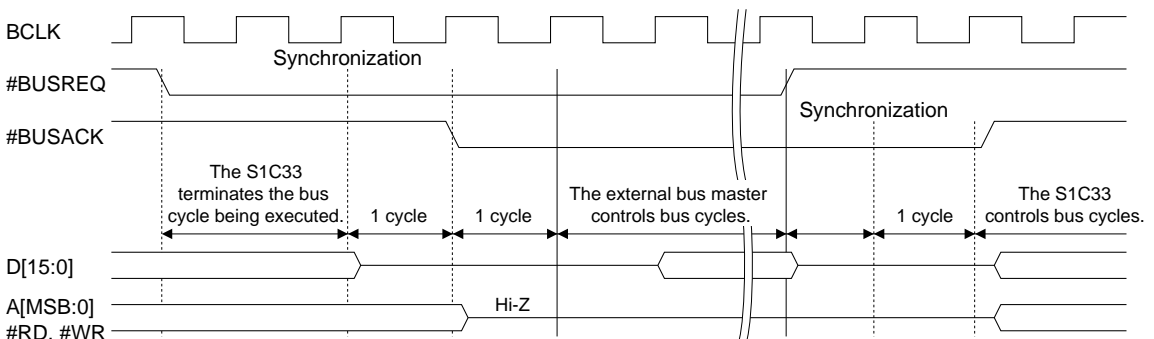 BCLK
Synchronization
#BUSREQ
Synchronization
#BUSACK
The S1C33
terminates the bus
cycle being executed.
1 cycle
1 cycle
The external bus master
controls bus cycles.
1 cycle
The S1C33
controls bus cycles.
D[15:0]
A[MSB:0]
Hi-Z
#RD, #WR